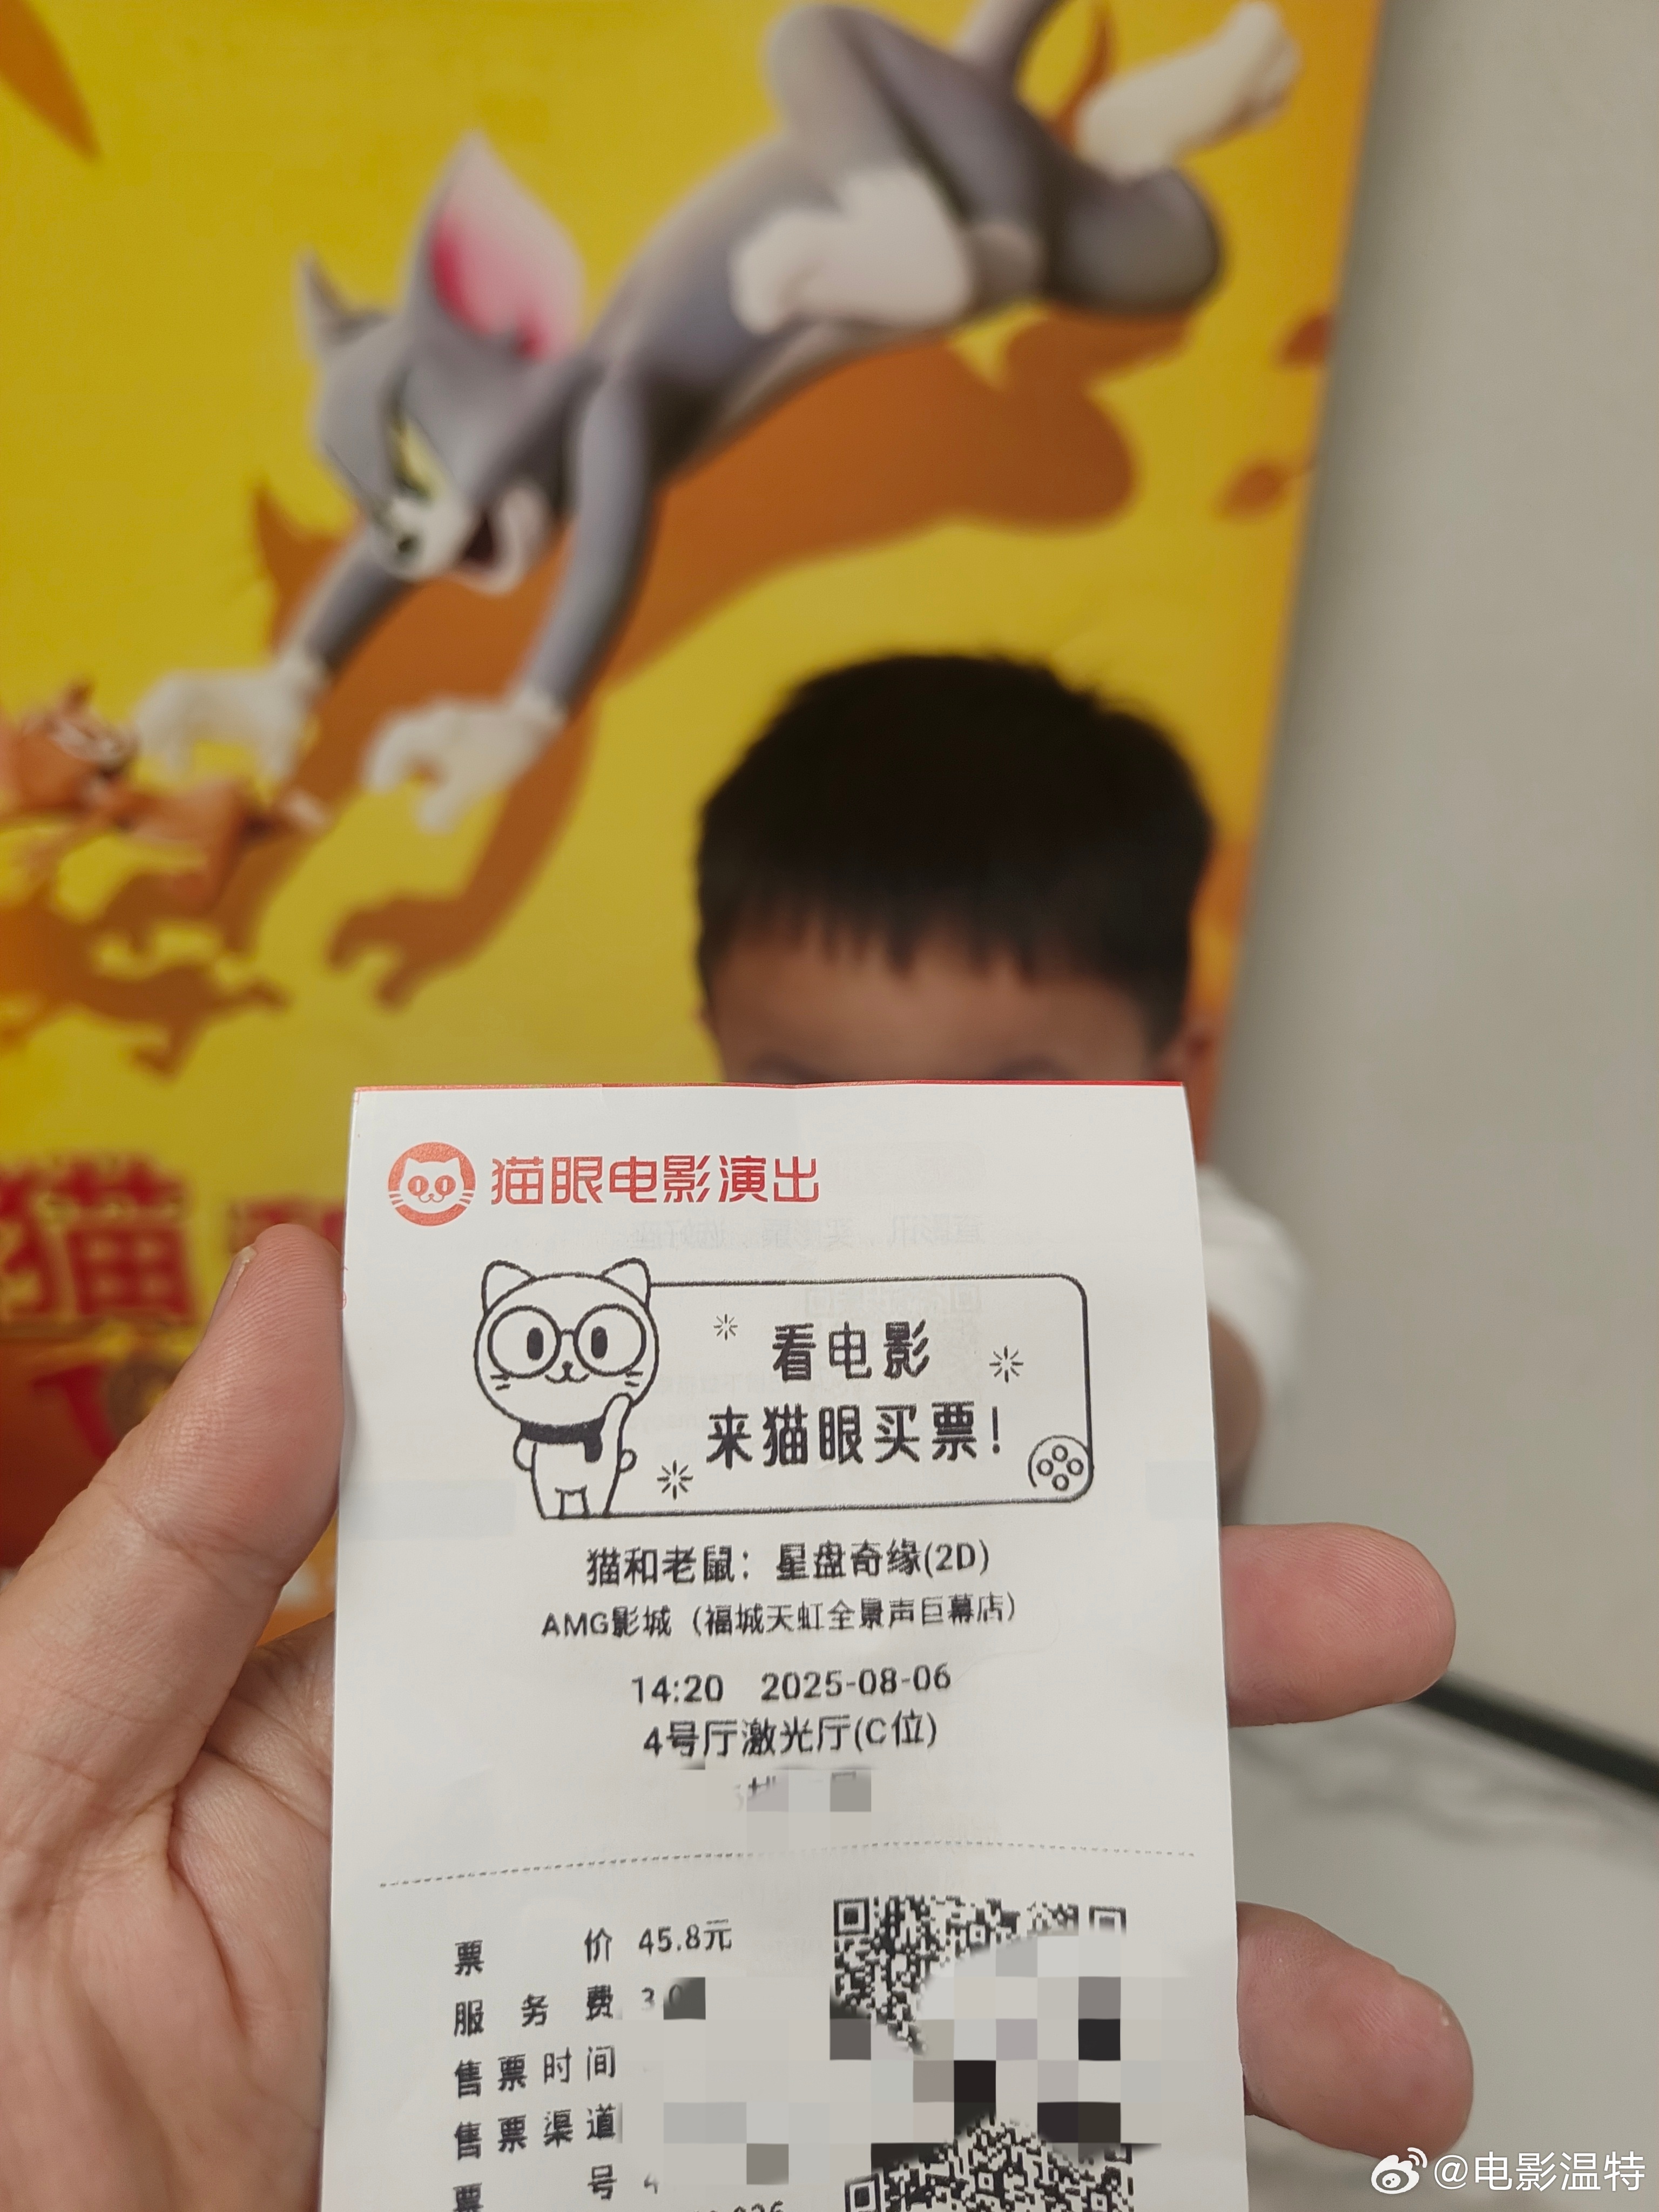 猫
猫眼电影演出
看电影
来猫眼买票!
猫和老鼠：星盘奇缘(2D)
AMG影城（福城天虹全景声巨幕店）
14:20 2025-08-06
4号厅激光厅(C位)
票价 45.8元
服务费
售票时间
售票渠道
票号
@电影温特